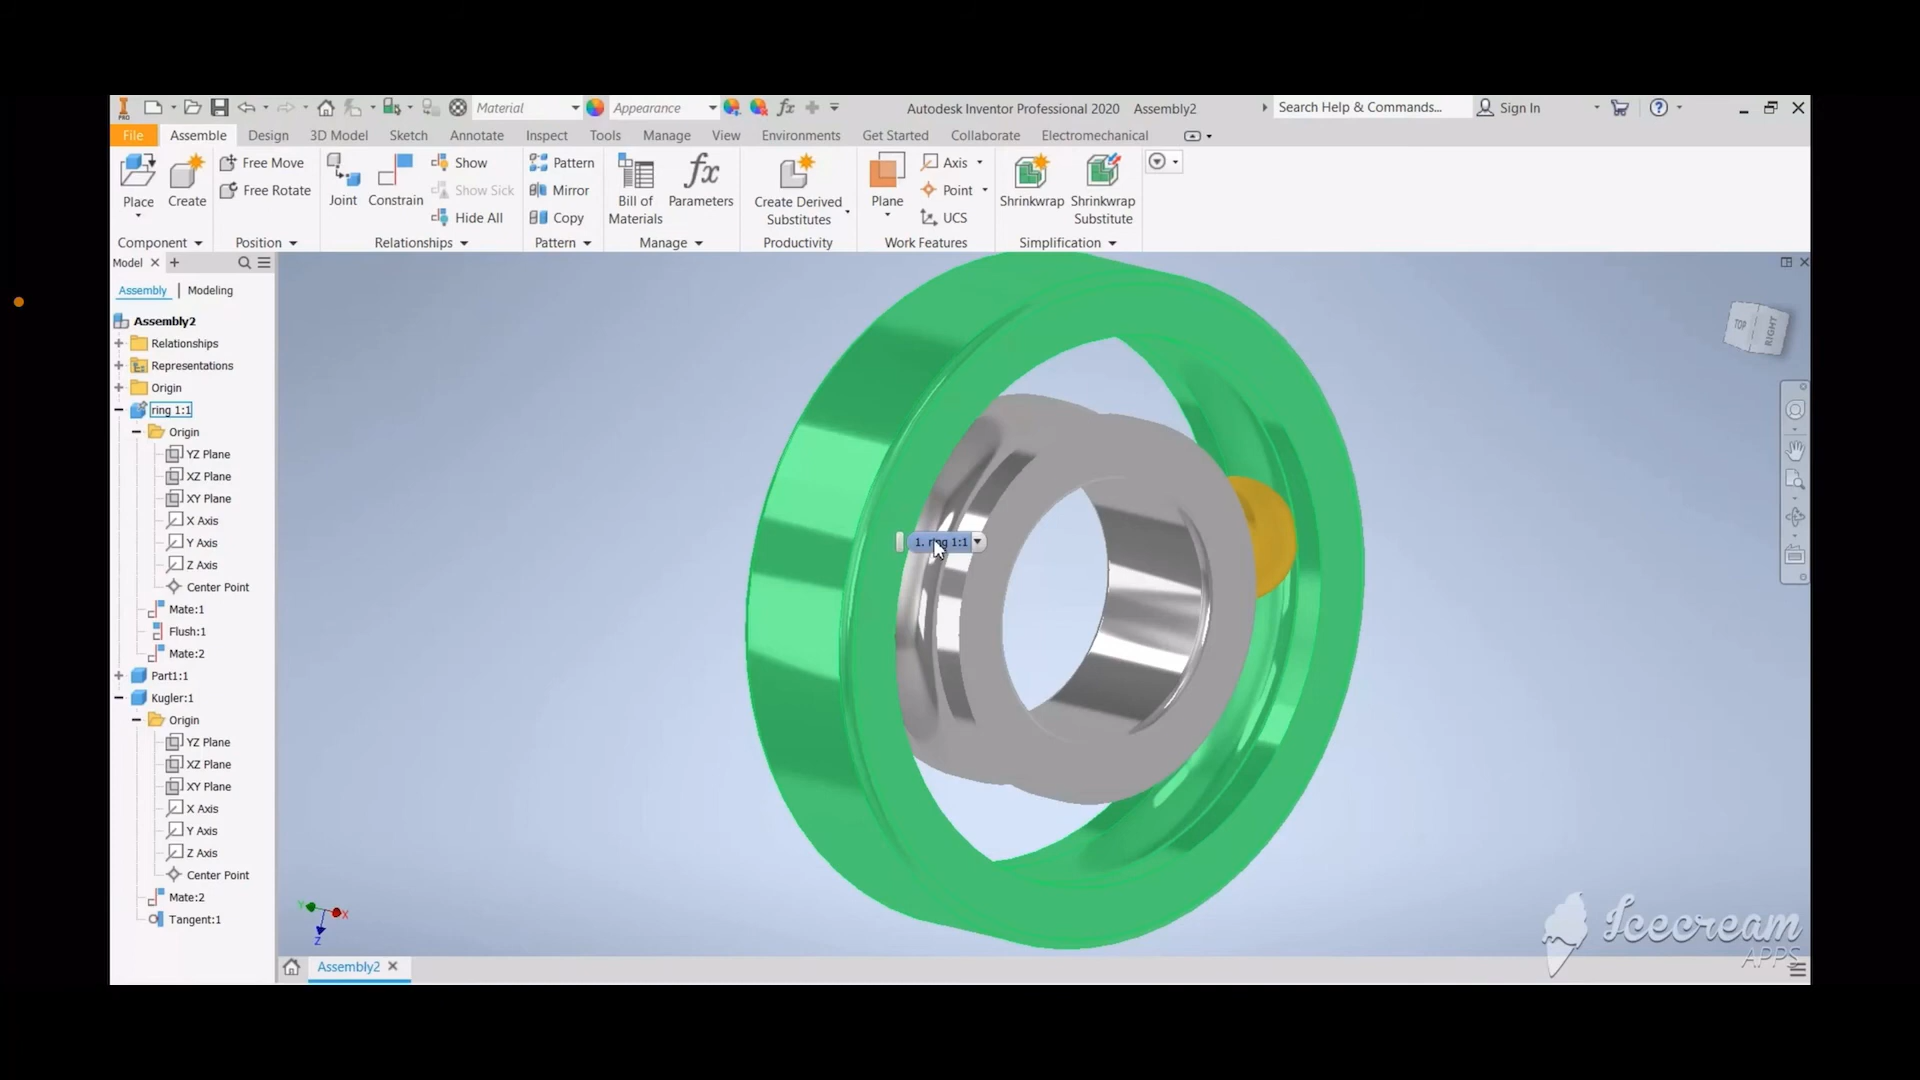 PRO
Material
Appearance
Autodesk Inventor Professional 2020 Assembly2
Search Help & Commands...
Sign In
File Assemble Design 3D Model Sketch Annotate Inspect Tools Manage View Environments Get Started Collaborate Electromechanical
Place
Create
Free Move
Free Rotate
Joint
Constrain
Show
Show Sick
Hide All
Pattern
Mirror
Copy
Bill of
Materials
fx
Parameters
Create Derived
Substitutes
Plane
Axis
Point
UCS
Shrinkwrap
Shrinkwrap
Substitute
Component Position Relationships Pattern Manage Productivity Work Features Simplification
Model
Assembly | Modeling
Assembly2
Relationships
Representations
Origin
ring 1:1
Origin
YZ Plane
XZ Plane
XY Plane
X Axis
Y Axis
Z Axis
Center Point
Mate:1
Flush:1
Mate:2
Part1:1
Kugler:1
Origin
YZ Plane
XZ Plane
XY Plane
X Axis
Y Axis
Z Axis
Center Point
Mate:2
Tangent:1
1. ring 1:1
TOP
RIGHT
Y
X
Z
Icecream
APPS
Assembly2